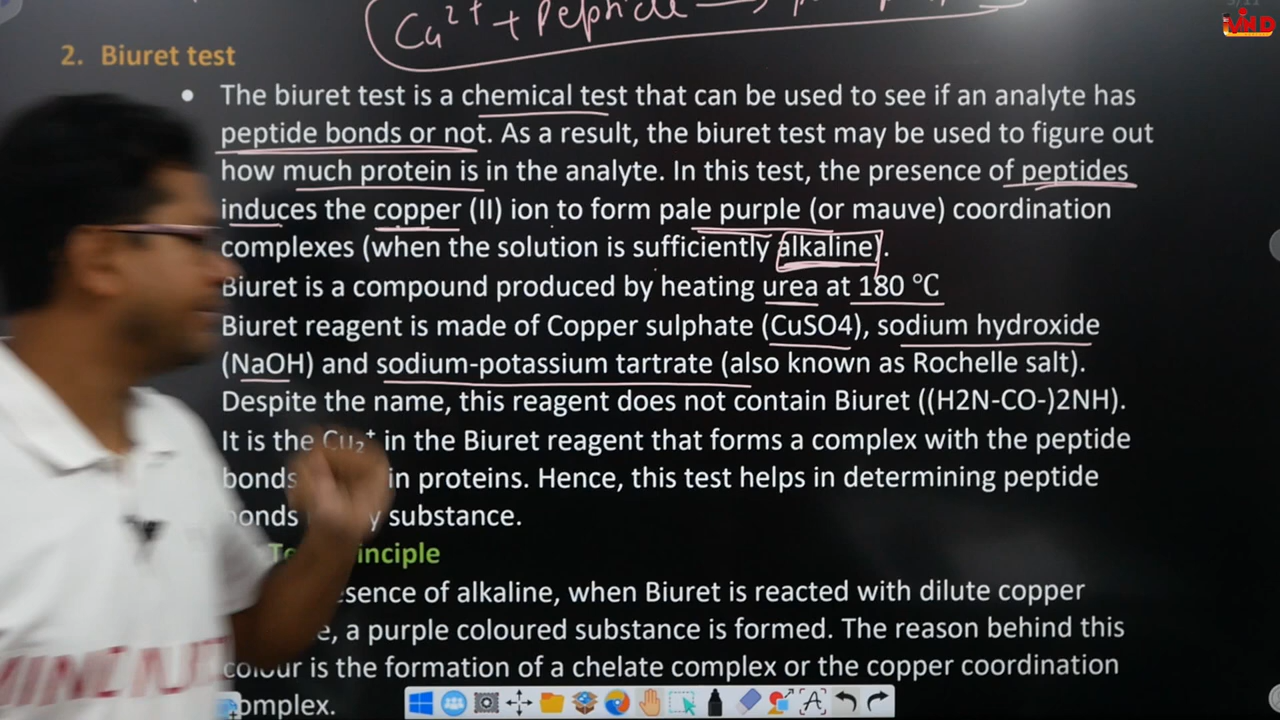 Cu²⁺ + Peptide →
2. Biuret test
• The biuret test is a chemical test that can be used to see if an analyte has
peptide bonds or not. As a result, the biuret test may be used to figure out
how much protein is in the analyte. In this test, the presence of peptides
induces the copper (II) ion to form pale purple (or mauve) coordination
complexes (when the solution is sufficiently alkaline).
Biuret is a compound produced by heating urea at 180 °C
Biuret reagent is made of Copper sulphate (CuSO4), sodium hydroxide
(NaOH) and sodium-potassium tartrate (also known as Rochelle salt).
Despite the name, this reagent does not contain Biuret ((H2N-CO-)2NH).
It is the Cu₂⁺ in the Biuret reagent that forms a complex with the peptide
bonds in proteins. Hence, this test helps in determining peptide
bonds substance.
alkaline, when Biuret is reacted with dilute copper
a purple coloured substance is formed. The reason behind this
colour is the formation of a chelate complex or the copper coordination
complex.